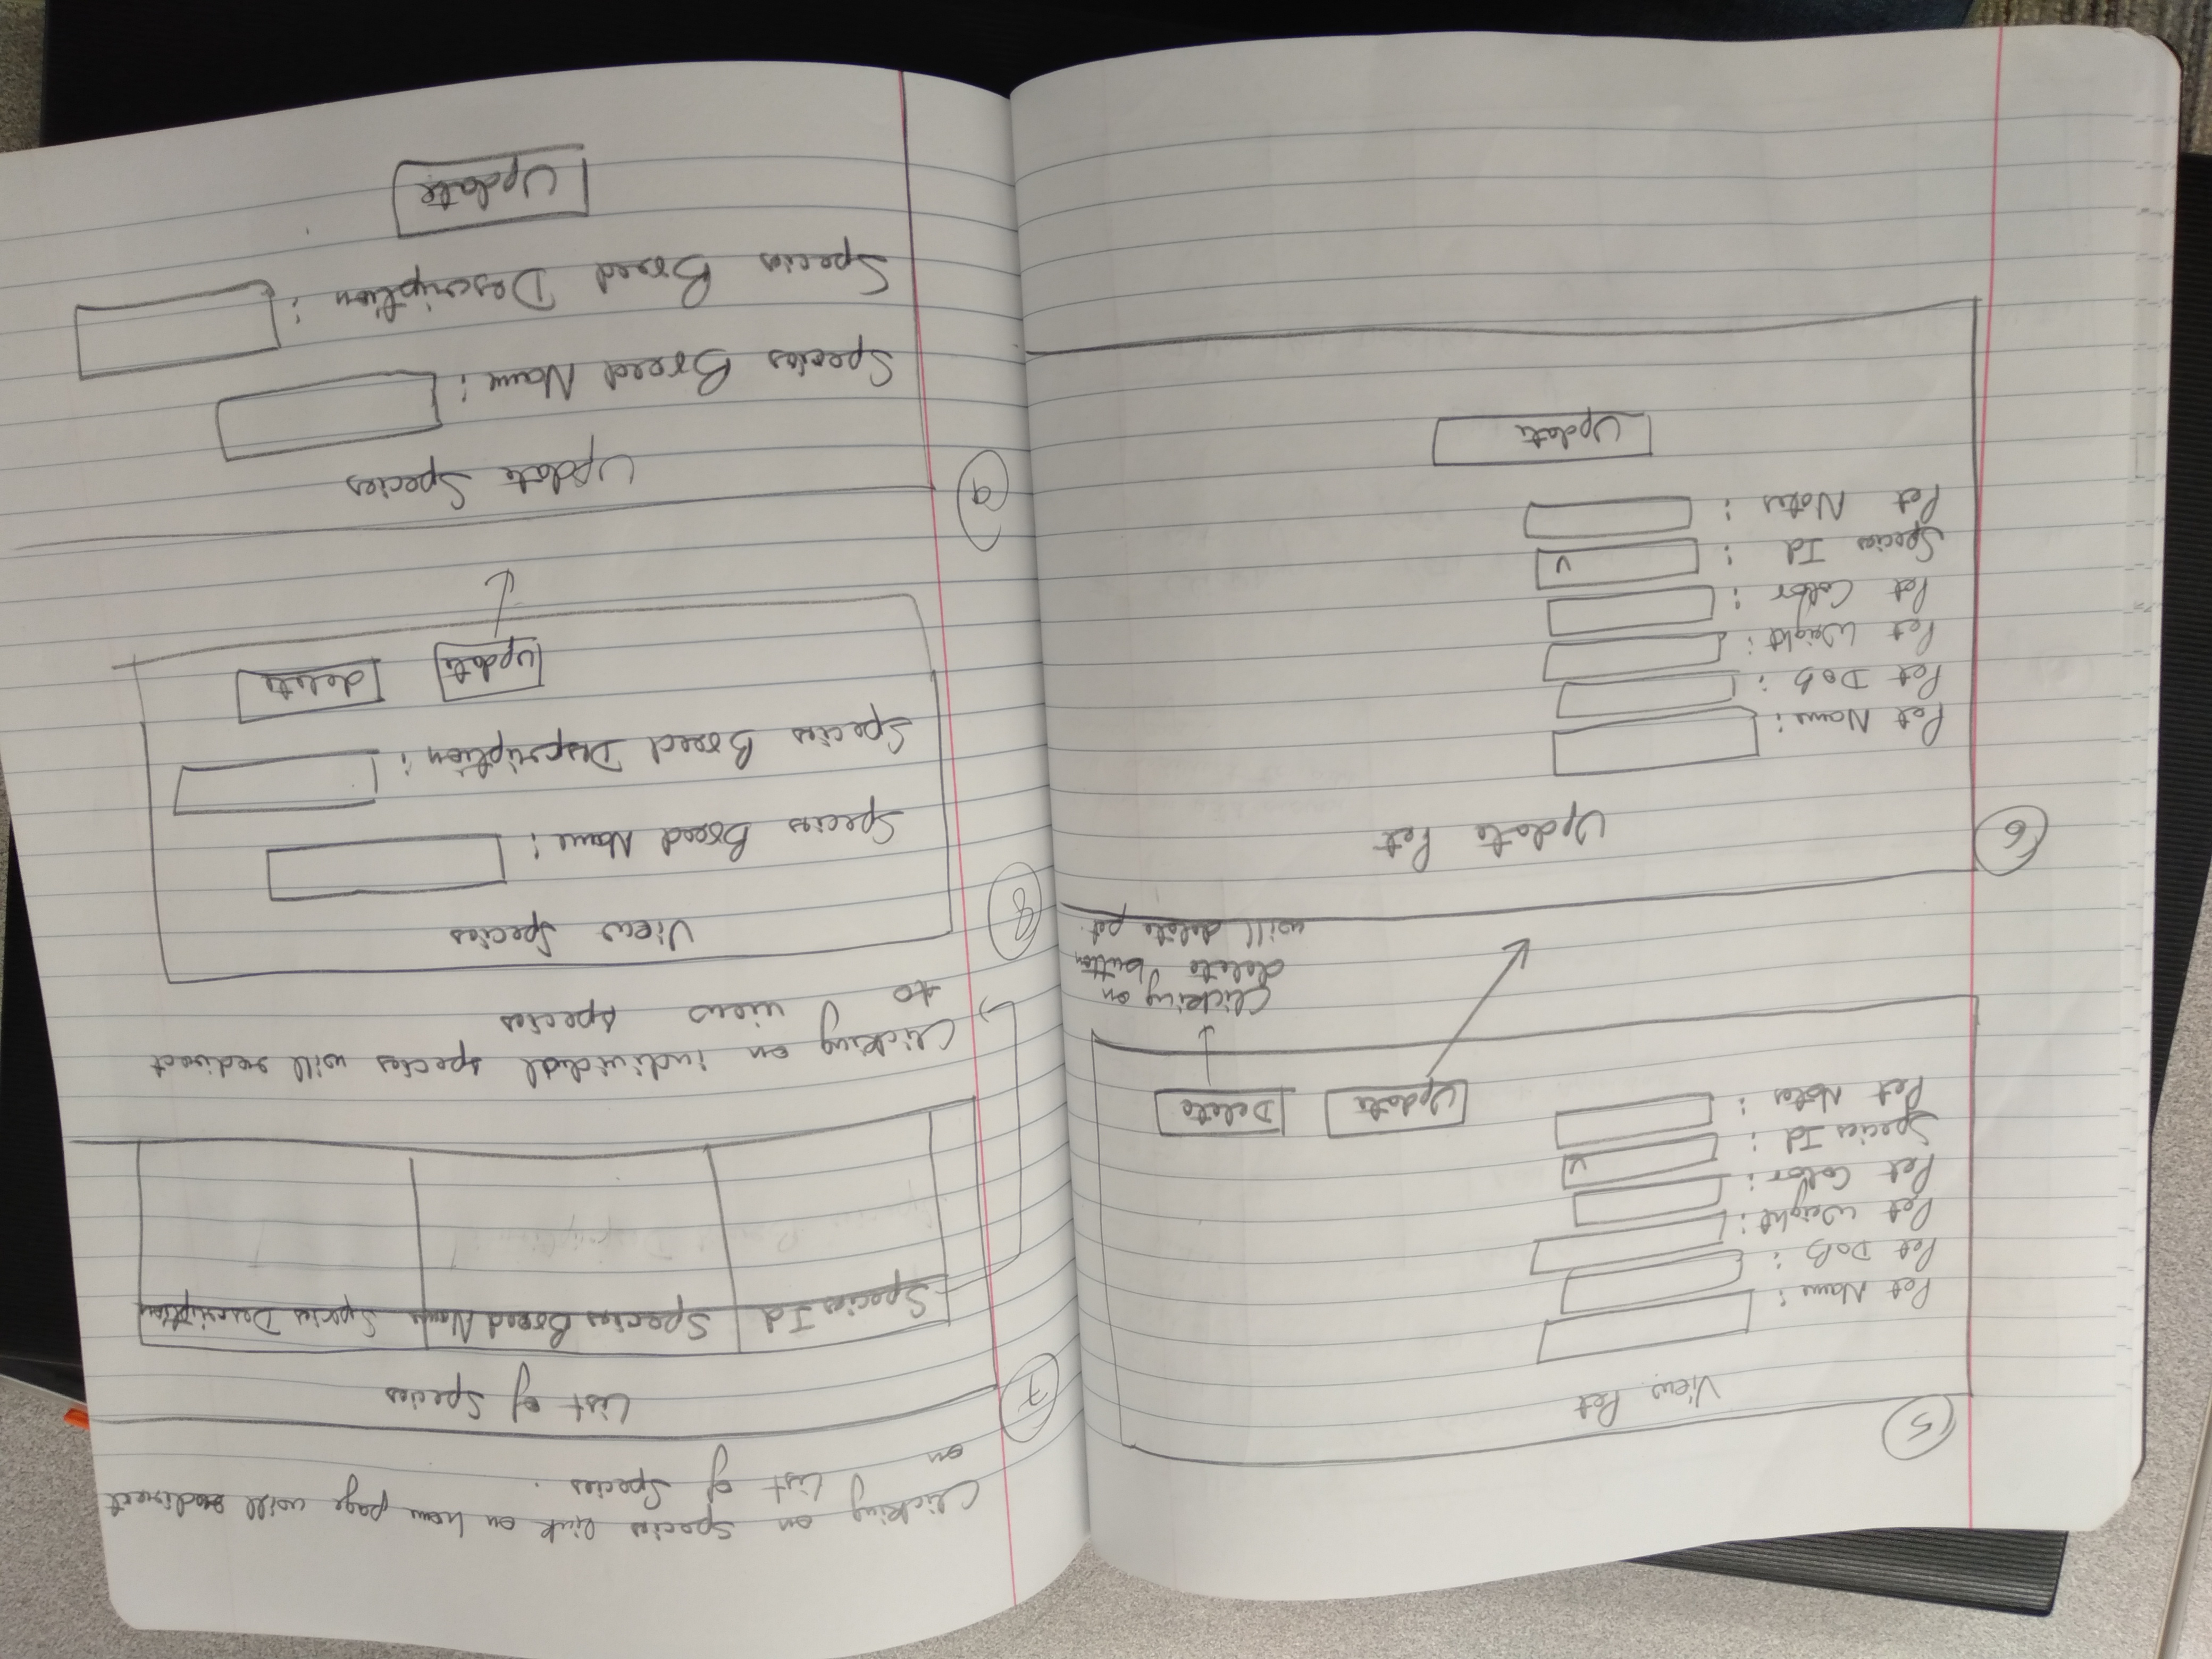 5
View Pet
Pet Name:
Pet DoB :
Pet Weight:
Pet Color:
Species Id :
Pet Notes :
Update Delete
Clicking on
delete button
will delete pet.
6
Update Pet
Pet Name:
Pet DoB :
Pet Weight:
Pet Color :
Species Id :
Pet Notes :
Update
Clicking on Species link on home page will redirect
on List of Species.
7
List of Species
Species Id Species Breed Name Species Description
Clicking on individual species will redirect
to view species
8
View Species
Species Breed Name:
Species Breed Description:
update delete
9
Update Species
Species Breed Name:
Species Breed Description:
Update